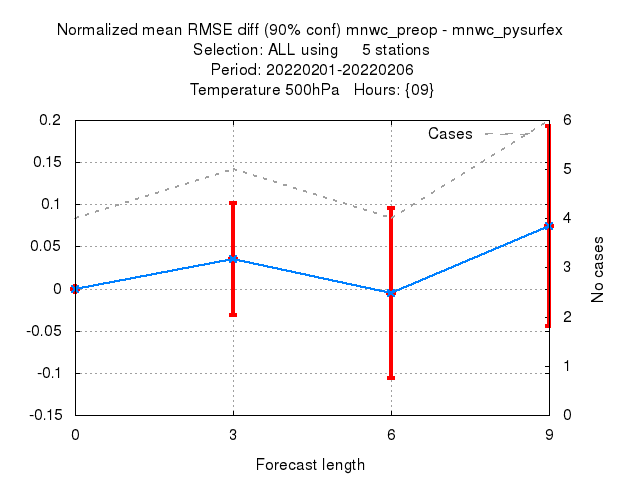 Normalized mean RMSE diff (90% conf) mnwc_preop - mnwc_pysurfex
Selection: ALL using     5 stations
Period: 20220201-20220206
Temperature 500hPa   Hours: {09}
Cases
0.2
0.15
0.1
0.05
0
-0.05
-0.1
-0.15
6
5
4
3
2
1
0
No cases
0 3 6 9
Forecast length